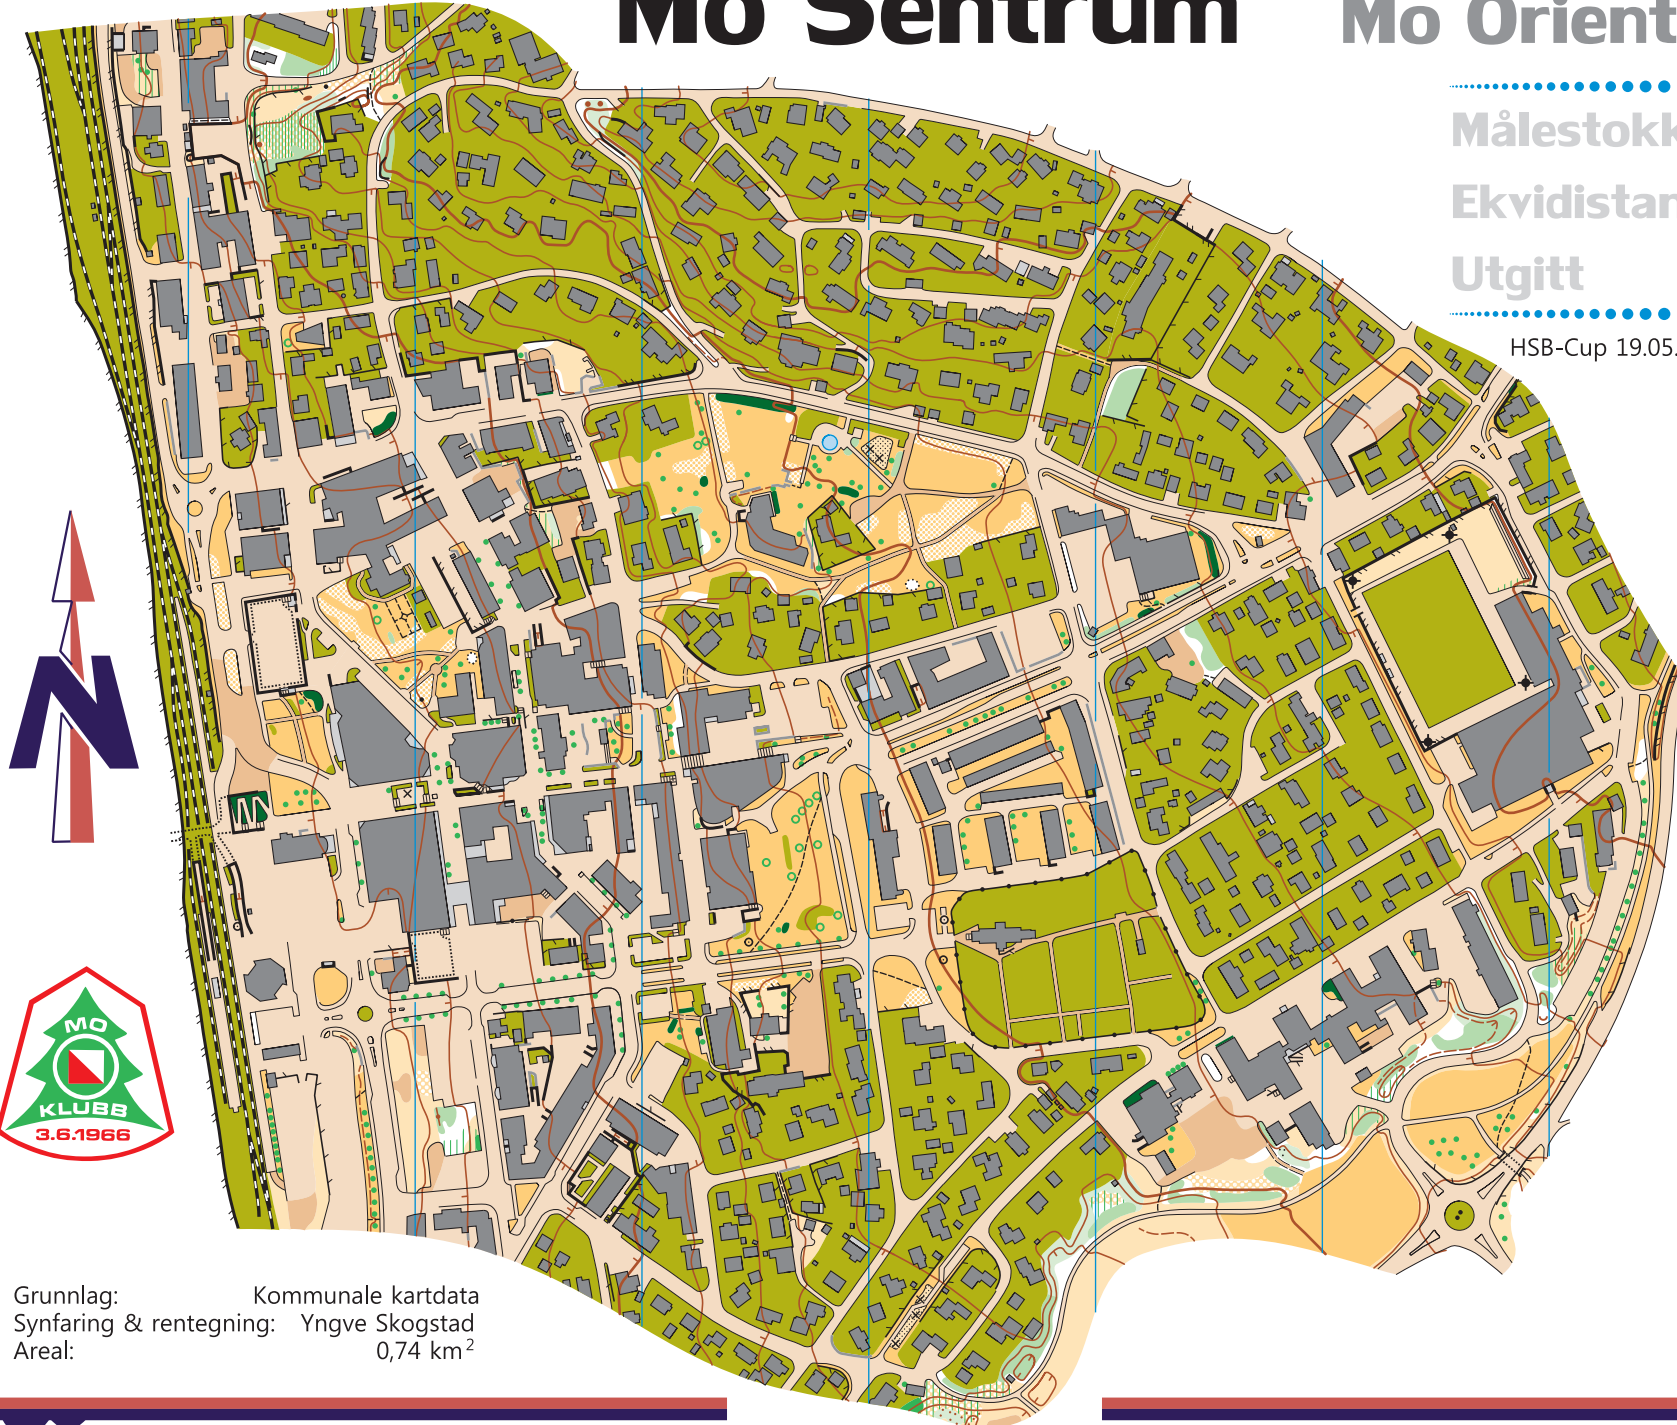 Mo Sentrum
Mo Orient
Målestokk
Ekvidistan
Utgitt
HSB-Cup 19.05.
N
MO
KLUBB
3.6.1966
Grunnlag: Kommunale kartdata
Synfaring & rentegning: Yngve Skogstad
Areal: 0,74 km²